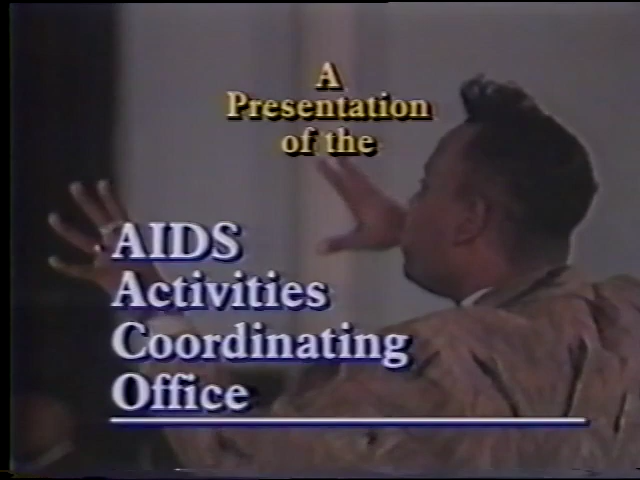 A
Presentation
of the
AIDS
Activities
Coordinating
Office